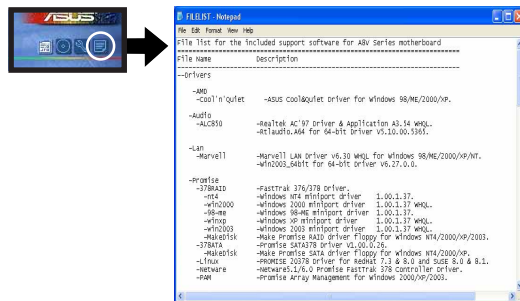 ASUS
FILELIST - Notepad
File Edit Format View Help
File list for the included support software for A8V Series motherboard
==========================================================
File Name Description
----------------------------------------------------------
--Drivers
-AMD
-Cool'n'Quiet -ASUS Cool&Quiet Driver for Windows 98/ME/2000/XP.
-Audio
-ALC850 -Realtek AC'97 Driver & Application A3.54 WHQL.
-Rtlaudio.A64 for 64-bit Driver V5.10.00.5365.
-Lan
-Marvell -Marvell LAN Driver v6.30 WHQL for Windows 98/ME/2000/XP/NT.
-Win2003_64bit for 64-bit Driver v6.27.0.0.
-Promise
-378RAID -FastTrak 376/378 Driver.
-nt4 -Windows NT4 miniport driver 1.00.1.37.
-win2000 -Windows 2000 miniport driver 1.00.1.37 WHQL.
-98-me -Windows 98-ME miniport driver 1.00.1.37.
-winxp -Windows XP miniport driver 1.00.1.37 WHQL.
-win2003 -Windows 2003 miniport driver 1.00.1.37 WHQL.
-MakeDisk -Make Promise RAID driver floppy for Windows NT4/2000/XP/2003.
-378ATA -Promise SATA378 Driver v1.00.0.26.
-MakeDisk -Make Promise SATA driver floppy for Windows NT4/2000/XP.
-Linux -PROMISE 20378 Driver for RedHat 7.3 & 8.0 and SuSE 8.0 & 8.1.
-Netware -Netware5.1/6.0 Promise FastTrak 378 Controller Driver.
-PAM -Promise Array Management for Windows 2000/XP/2003.